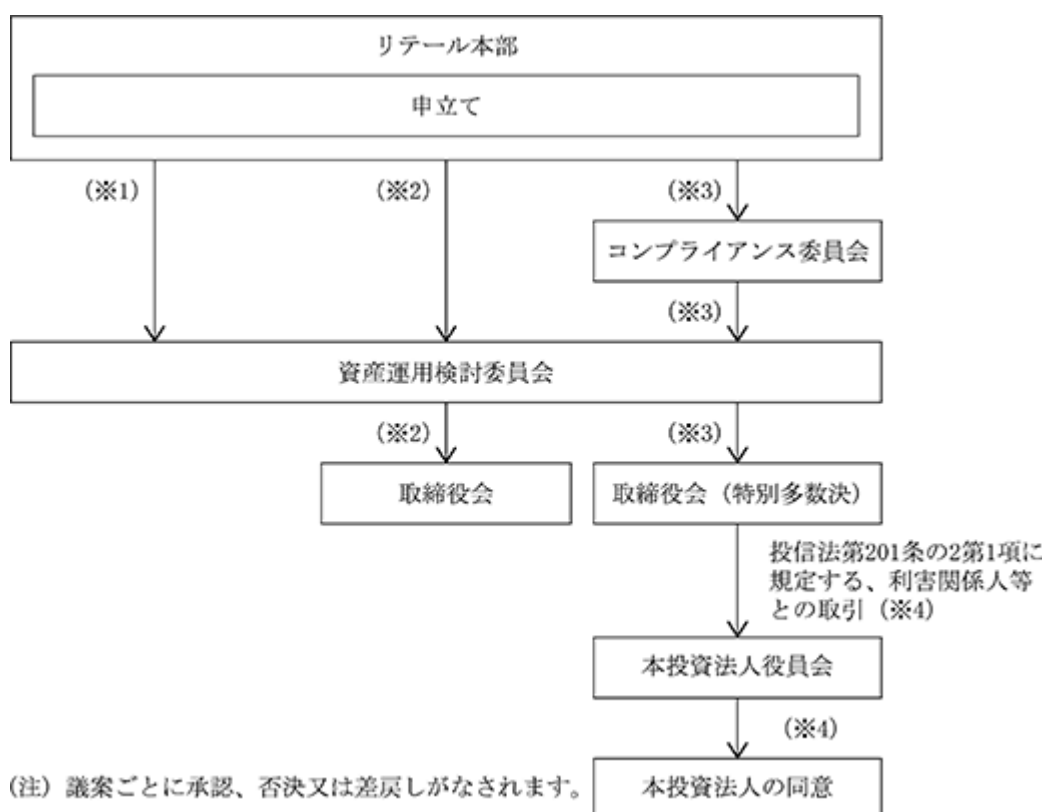 リテール本部
申立て
(※1)
(※2)
(※3)
コンプライアンス委員会
(※3)
資産運用検討委員会
(※2)
(※3)
取締役会
取締役会（特別多数決）
投信法第201条の2第1項に
規定する、利害関係人等
との取引（※4）
本投資法人役員会
(※4)
本投資法人の同意
(注) 議案ごとに承認、否決又は差戻しがなされます。